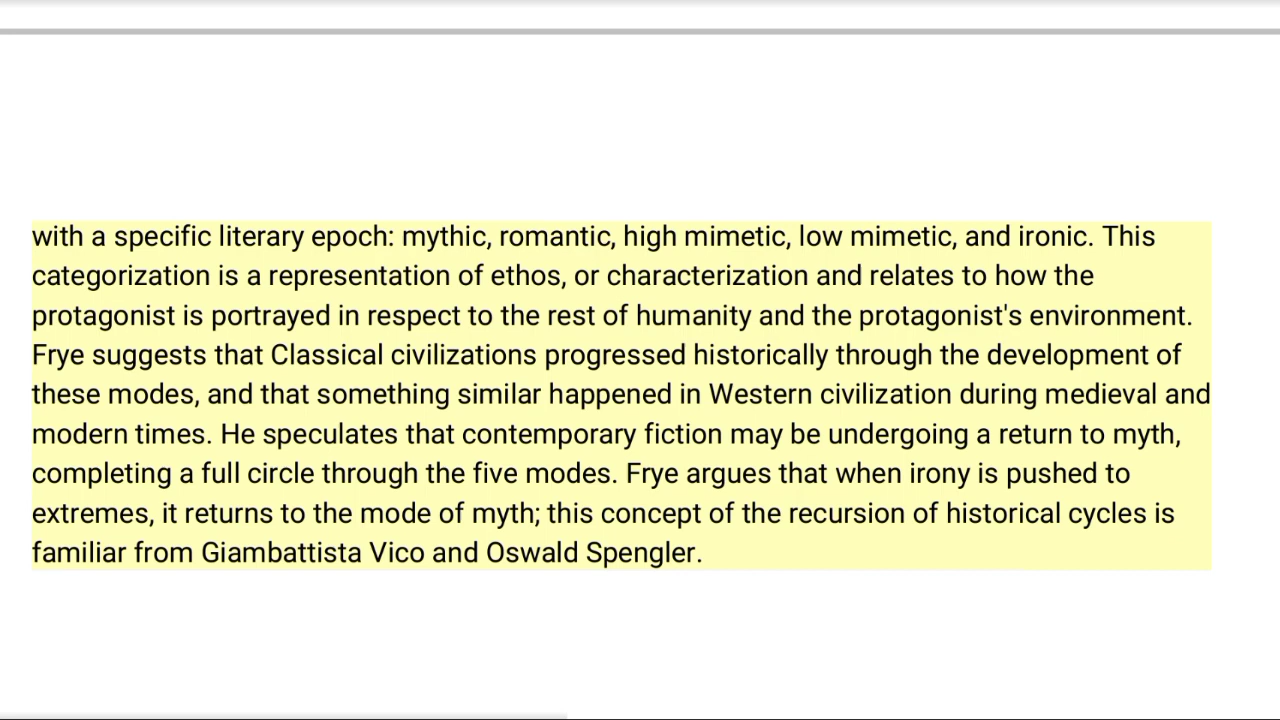 with a specific literary epoch: mythic, romantic, high mimetic, low mimetic, and ironic. This
categorization is a representation of ethos, or characterization and relates to how the
protagonist is portrayed in respect to the rest of humanity and the protagonist's environment.
Frye suggests that Classical civilizations progressed historically through the development of
these modes, and that something similar happened in Western civilization during medieval and
modern times. He speculates that contemporary fiction may be undergoing a return to myth,
completing a full circle through the five modes. Frye argues that when irony is pushed to
extremes, it returns to the mode of myth; this concept of the recursion of historical cycles is
familiar from Giambattista Vico and Oswald Spengler.